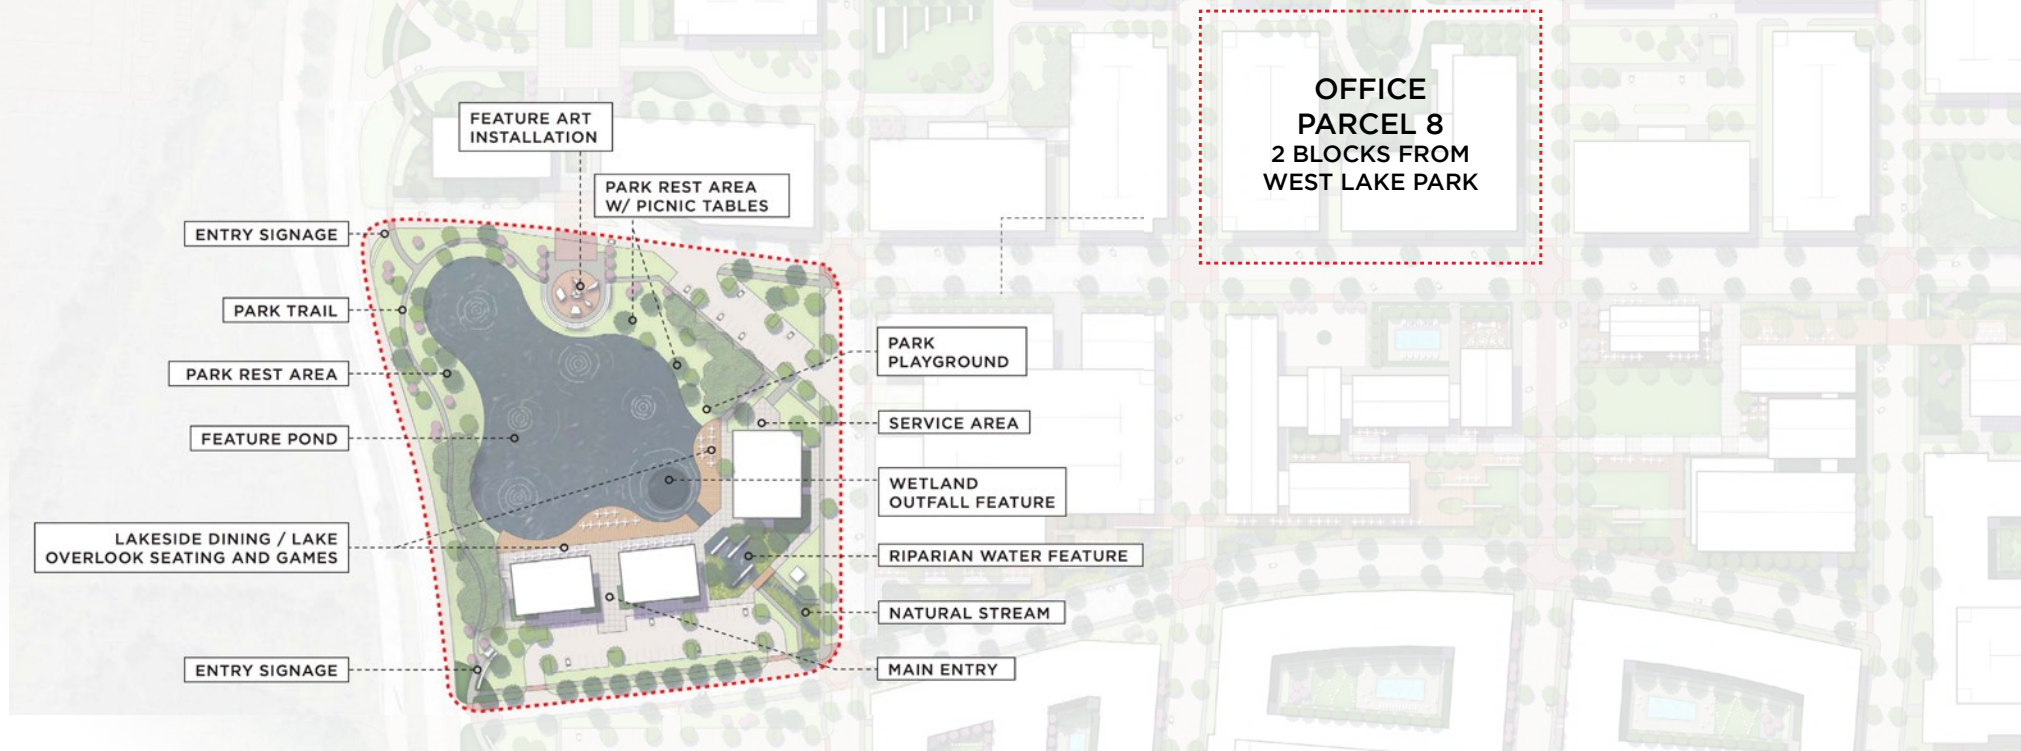 OFFICE
PARCEL 8
2 BLOCKS FROM
WEST LAKE PARK
FEATURE ART
INSTALLATION
PARK REST AREA
W/ PICNIC TABLES
ENTRY SIGNAGE
PARK TRAIL
PARK REST AREA
FEATURE POND
LAKESIDE DINING / LAKE
OVERLOOK SEATING AND GAMES
ENTRY SIGNAGE
PARK
PLAYGROUND
SERVICE AREA
WETLAND
OUTFALL FEATURE
RIPARIAN WATER FEATURE
NATURAL STREAM
MAIN ENTRY